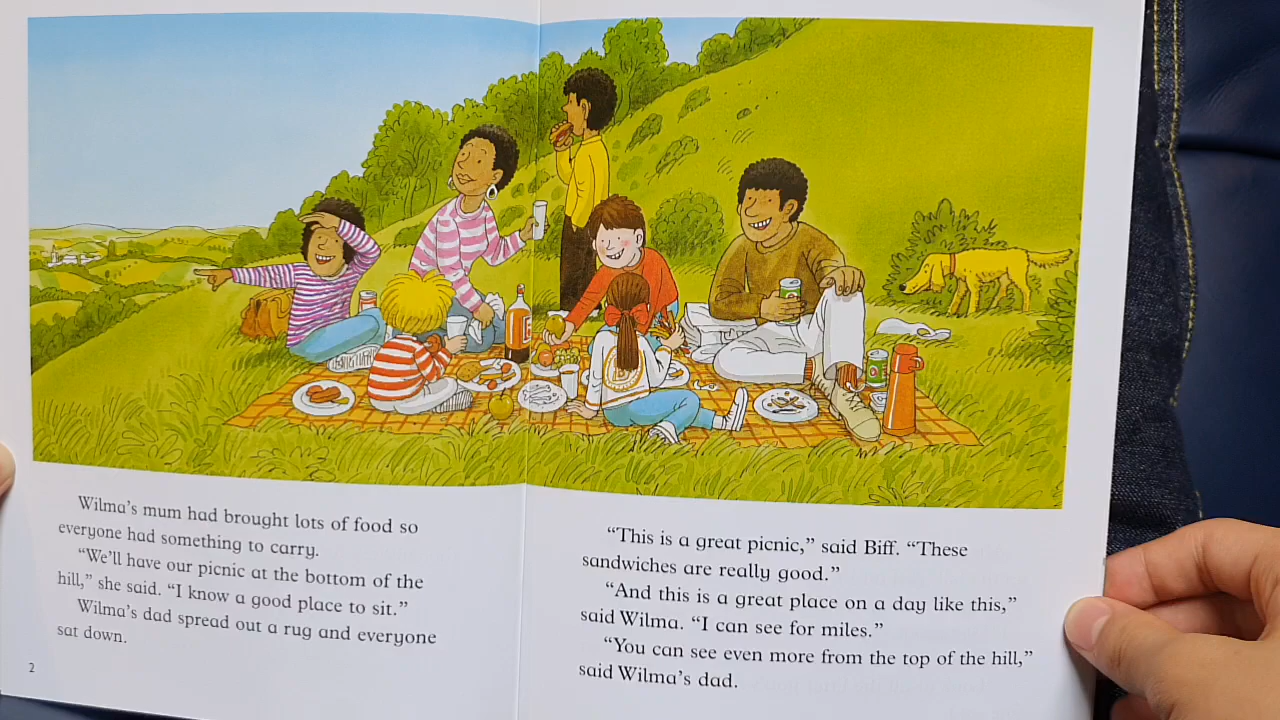 Wilma's mum had brought lots of food so
everyone had something to carry.
"We'll have our picnic at the bottom of the
hill," she said. "I know a good place to sit."
Wilma's dad spread out a rug and everyone
sat down.
2
"This is a great picnic," said Biff. "These
sandwiches are really good."
"And this is a great place on a day like this,"
said Wilma. "I can see for miles."
"You can see even more from the top of the hill,"
said Wilma's dad.